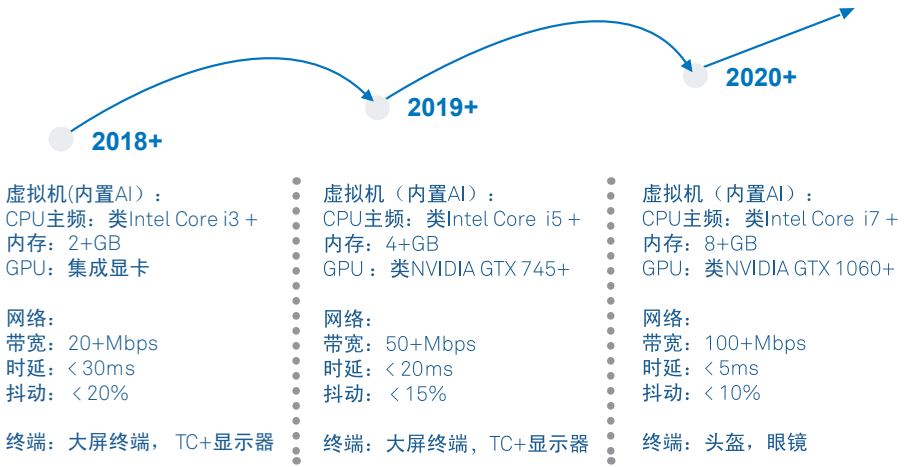 2018+
2019+
2020+
虚拟机(内置AI）:
CPU主频：类Intel Core i3 +
内存：2+GB
GPU：集成显卡
网络：
带宽：20+Mbps
时延：< 30ms
抖动：< 20%
终端：大屏终端， TC+显示器
虚拟机（内置AI）:
CPU主频：类Intel Core i5 +
内存：4+GB
GPU ：类NVIDIA GTX 745+
网络：
带宽：50+Mbps
时延：< 20ms
抖动：< 15%
终端：大屏终端，TC+显示器
虚拟机（内置AI）:
CPU主频：类Intel Core i7 +
内存：8+GB
GPU：类NVIDIA GTX 1060+
网络：
带宽：100+Mbps
时延：< 5ms
抖动：< 10%
终端：头盔，眼镜